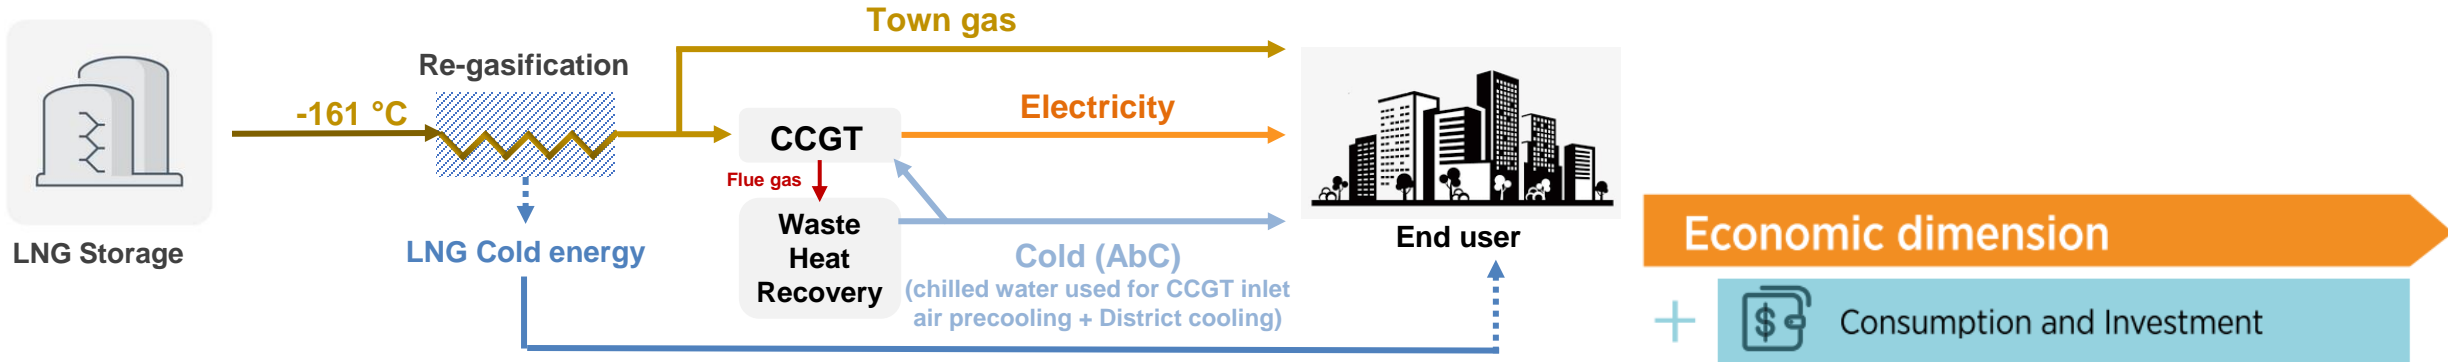 Town gas
Re-gasification
-161 °C
Electricity
CCGT
Flue gas
Waste
Heat
Recovery
LNG Storage
LNG Cold energy
Cold (AbC)
(chilled water used for CCGT inlet
air precooling + District cooling)
End user
Economic dimension
+
$
Consumption and Investment